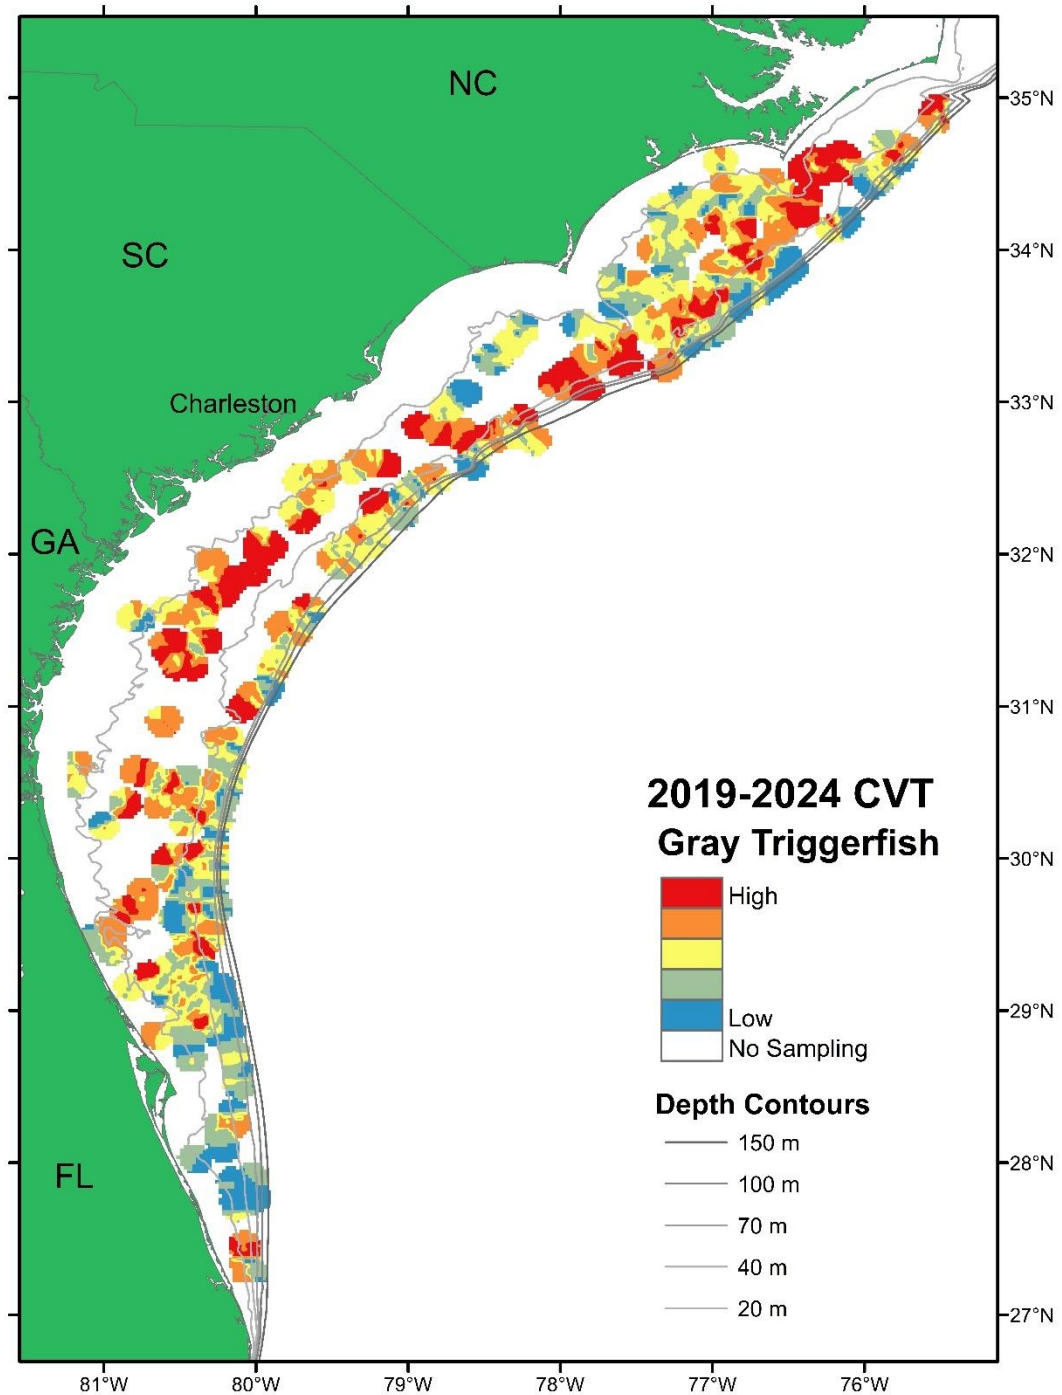 NC
35°N
SC
34°N
Charleston
33°N
GA
32°N
31°N
2019-2024 CVT
Gray Triggerfish
High
Low
No Sampling
30°N
29°N
Depth Contours
150 m
100 m
70 m
40 m
20 m
28°N
FL
27°N
81°W 80°W 79°W 78°W 77°W 76°W